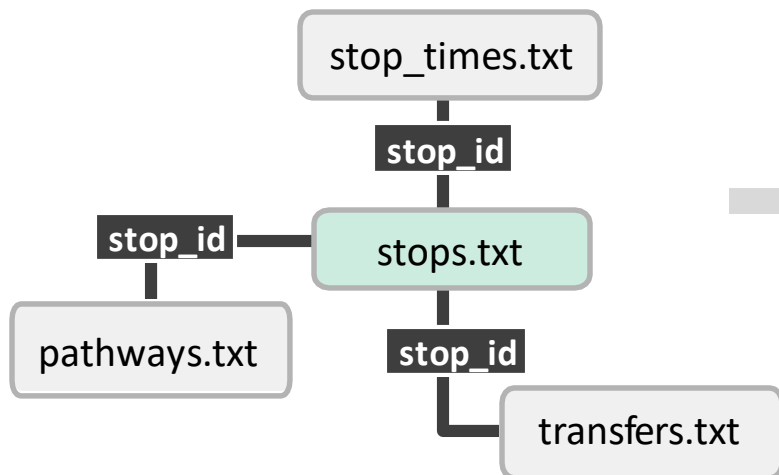 stop_times.txt
stop_id
stop_id
stops.txt
pathways.txt
stop_id
transfers.txt